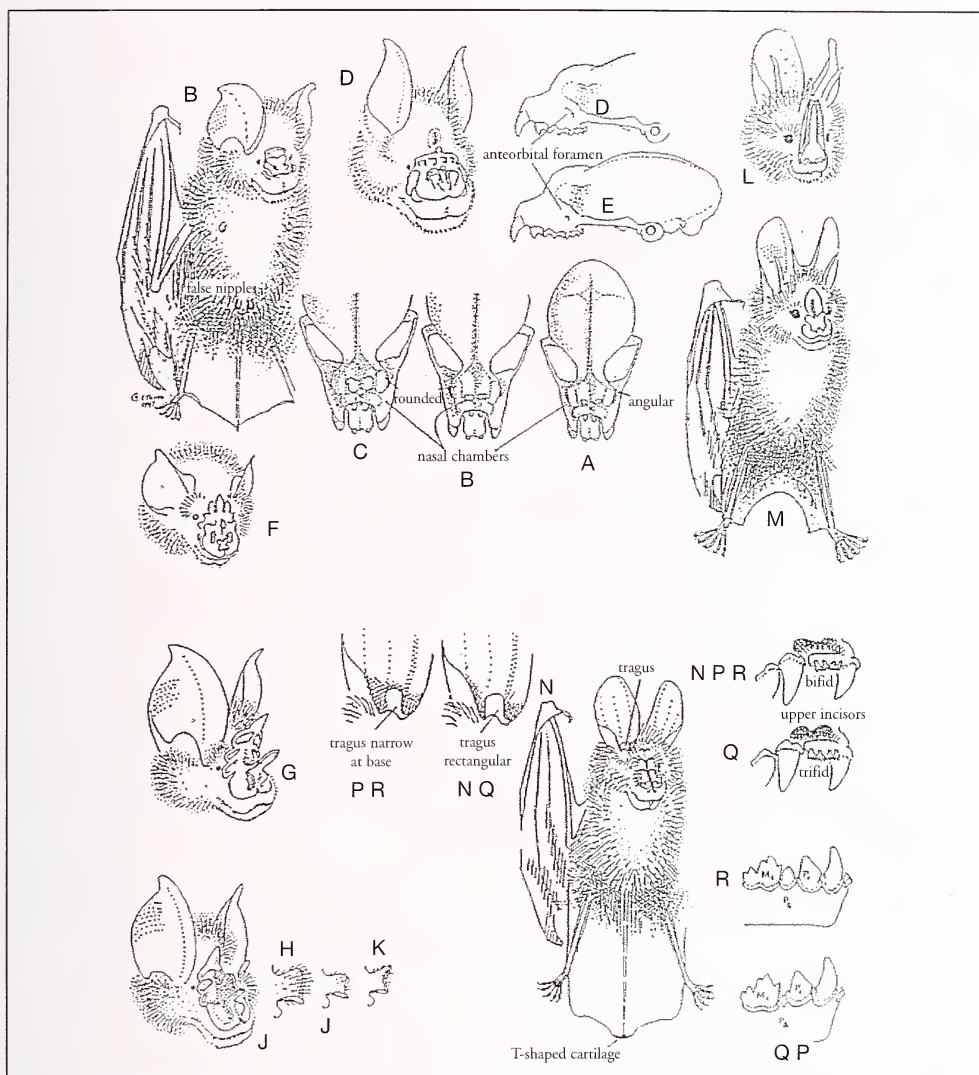 B
D
D
anteorbital foramen
E
L
false nipples
rounded
angular
nasal chambers
C
B
A
M
F
G
tragus narrow
at base
P R
tragus
rectangular
N Q
N
tragus
N P R
bifid
upper incisors
Q
trifid
R
H
K
J
J
Q P
T-shaped cartilage